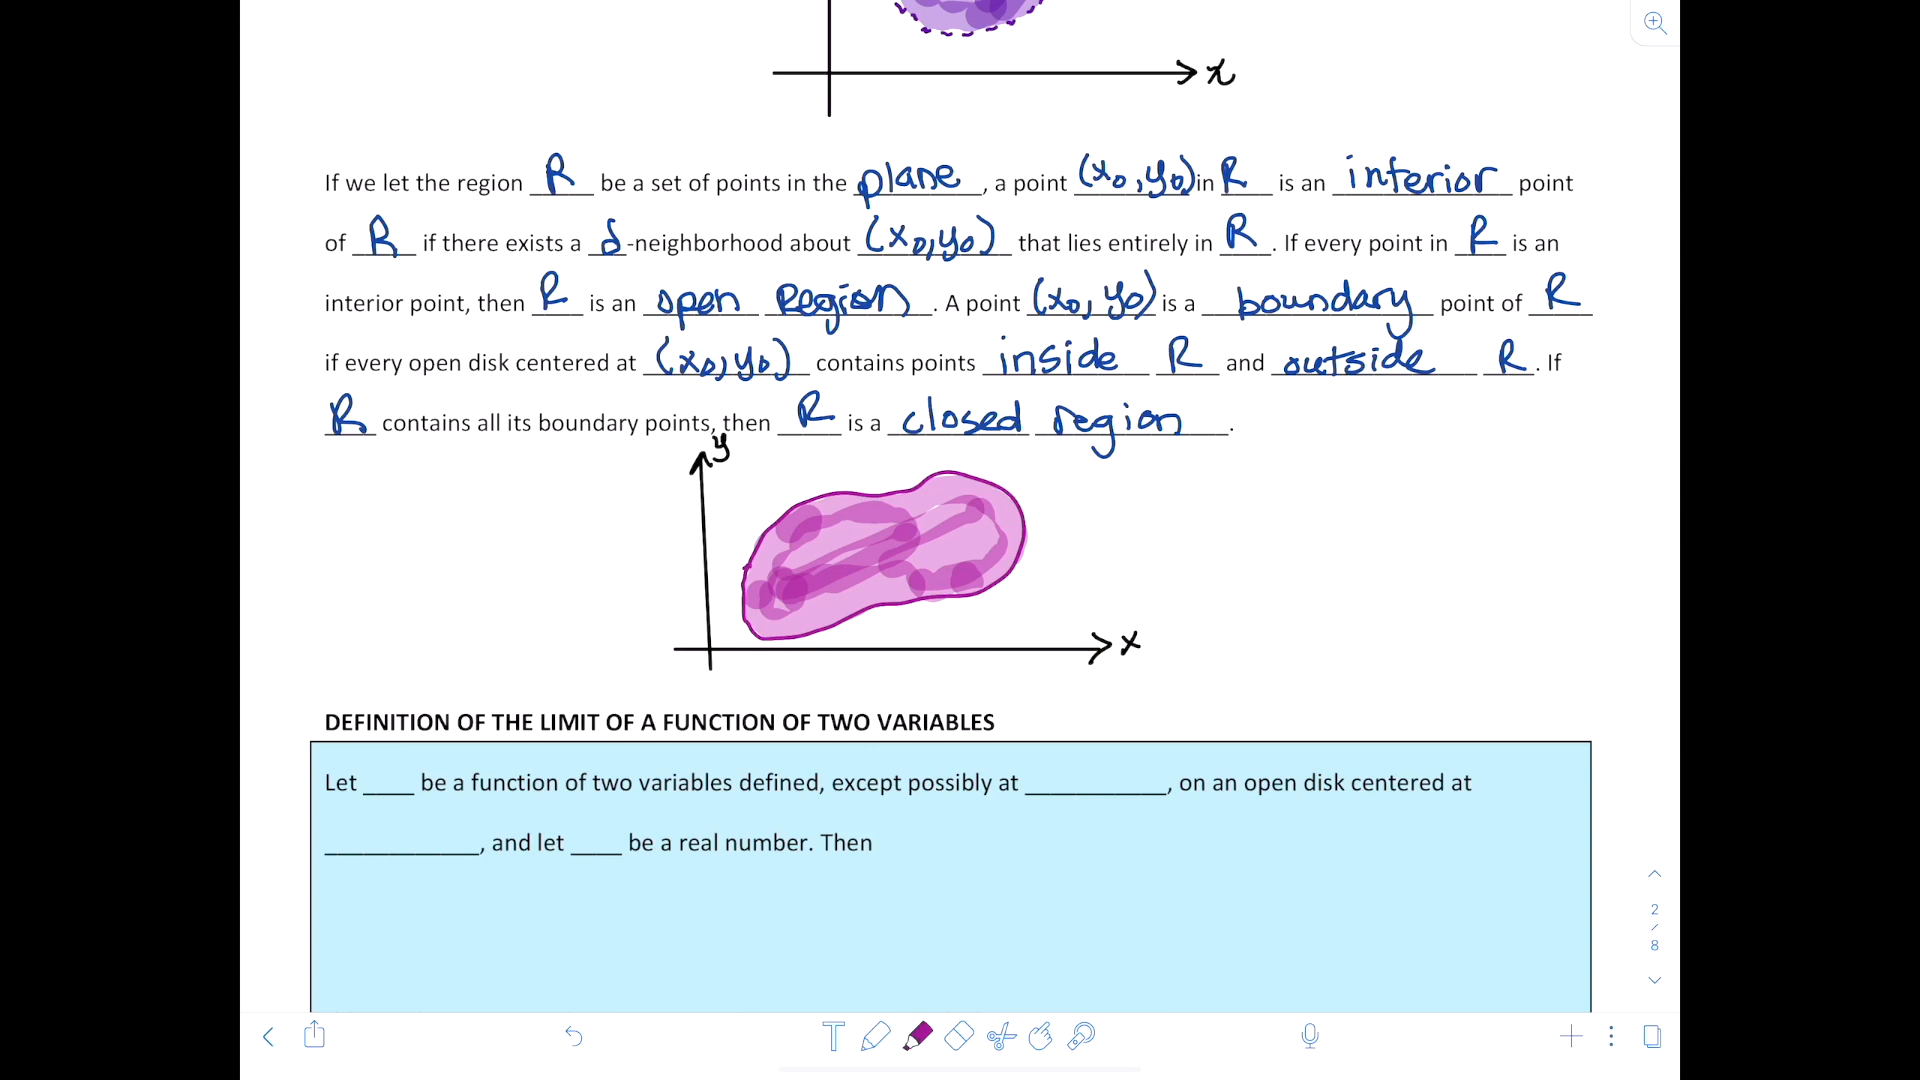 x
If we let the region R be a set of points in the plane, a point (x₀,y₀) in R is an interior point
of R if there exists a δ-neighborhood about (x₀,y₀) that lies entirely in R. If every point in R is an
interior point, then R is an open Region. A point (x₀,y₀) is a boundary point of R
if every open disk centered at (x₀,y₀) contains points inside R and outside R. If
R contains all its boundary points, then R is a closed region.
y
x
DEFINITION OF THE LIMIT OF A FUNCTION OF TWO VARIABLES
Let ____ be a function of two variables defined, except possibly at ___________, on an open disk centered at
____________, and let ____ be a real number. Then
2
/
8
T